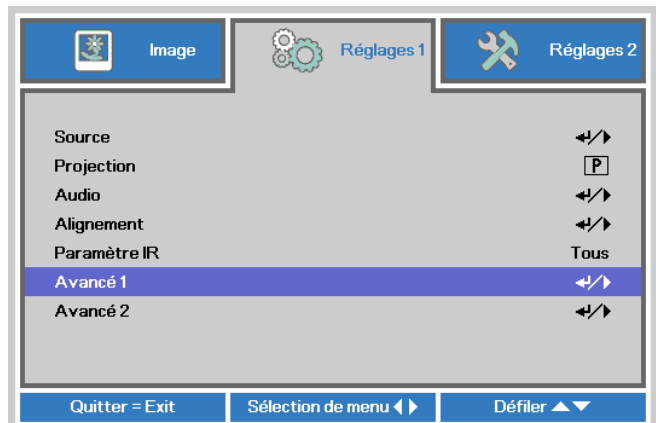 Image Réglages 1 Réglages 2
Source
Projection P
Audio
Alignement
Paramètre IR Tous
Avancé 1
Avancé 2
Quitter = Exit Sélection de menu Défiler